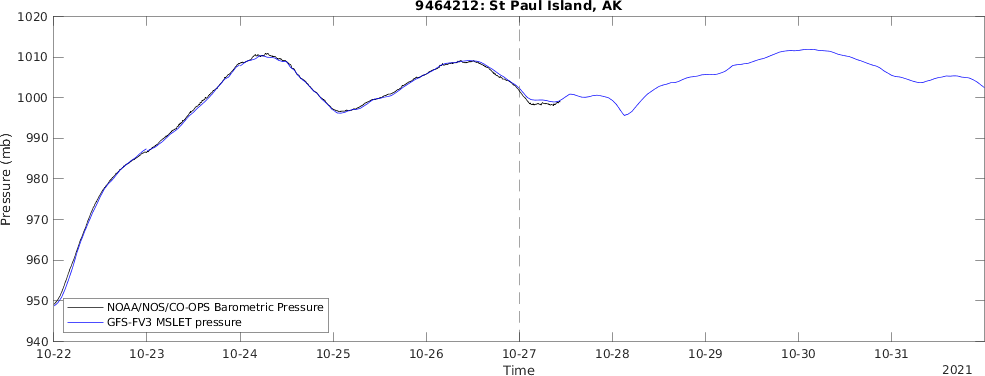 9464212: St Paul Island, AK
1020
1010
1000
990
980
970
960
950
940
Pressure (mb)
NOAA/NOS/CO-OPS Barometric Pressure
GFS-FV3 MSLET pressure
10-22 10-23 10-24 10-25 10-26 10-27 10-28 10-29 10-30 10-31
Time
2021